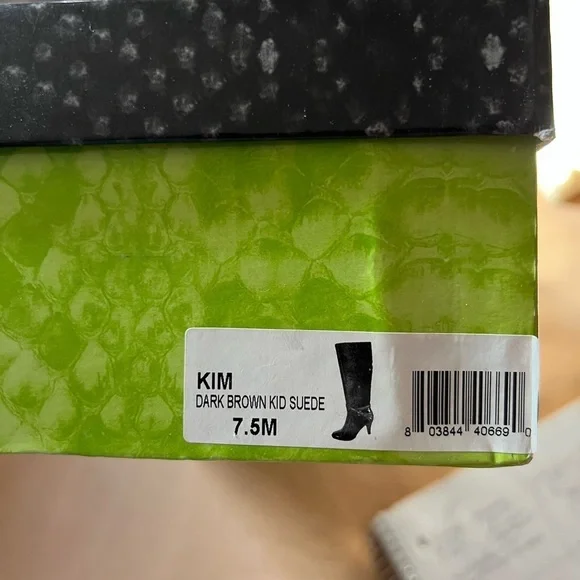 KIM
DARK BROWN KID SUEDE
7.5M
8 03844 40669 0